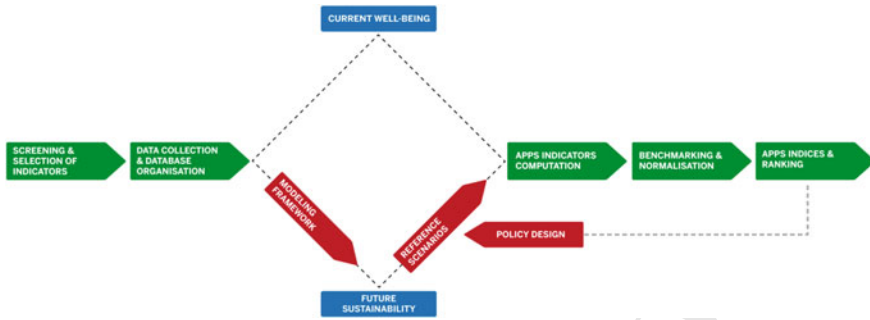 CURRENT WELL-BEING
SCREENING &
SELECTION OF
INDICATORS
DATA COLLECTION
& DATABASE
ORGANISATION
MODELING
FRAMEWORK
REFERENCE
SCENARIOS
APPS INDICATORS
COMPUTATION
BENCHMARKING &
NORMALISATION
APPS INDICES &
RANKING
POLICY DESIGN
FUTURE
SUSTAINABILITY